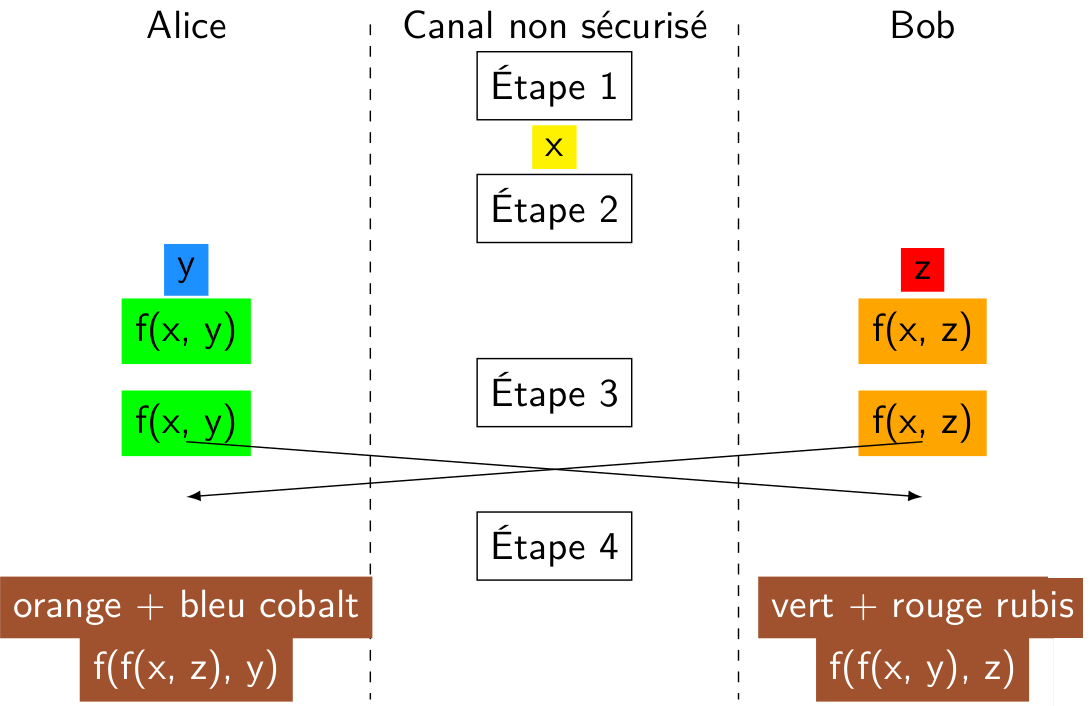 Alice Canal non sécurisé Bob
Étape 1
x
Étape 2
y z
f(x, y) f(x, z)
Étape 3
f(x, y) f(x, z)
Étape 4
orange + bleu cobalt vert + rouge rubis
f(f(x, z), y) f(f(x, y), z)